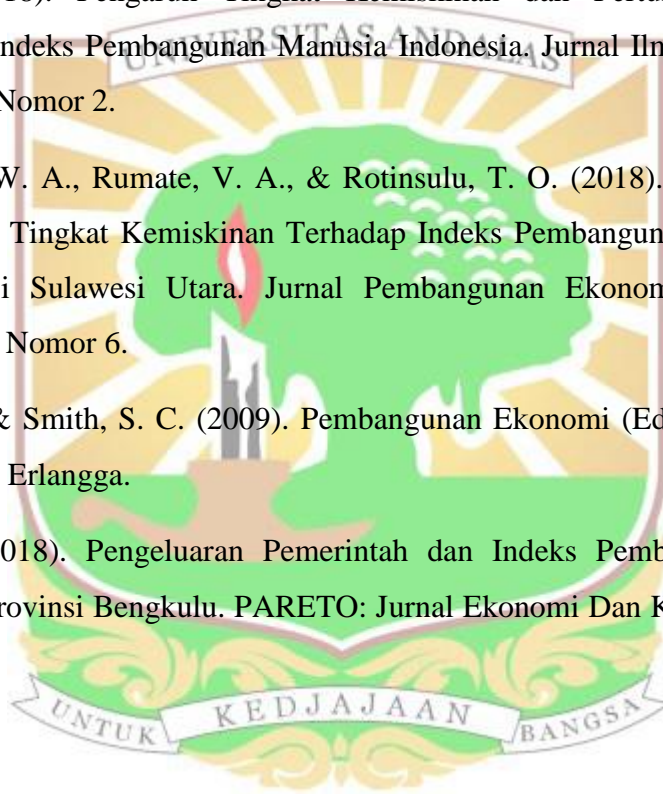 18). Pengaruh Tingkat Kemiskinan dan
ndeks Pembangunan Manusia Indonesia. Jurnal
UNIVERSITAS ANDALAS
Nomor 2.
W. A., Rumate, V. A., & Rotinsulu, T. O. (2018).
Tingkat Kemiskinan Terhadap Indeks Pembangun
i Sulawesi Utara. Jurnal Pembangunan Ekonom
Nomor 6.
& Smith, S. C. (2009). Pembangunan Ekonomi (Ed
Erlangga.
018). Pengeluaran Pemerintah dan Indeks Pemb
rovinsi Bengkulu. PARETO: Jurnal Ekonomi Dan K
UNTUK KEDJAJAAN BANGSA